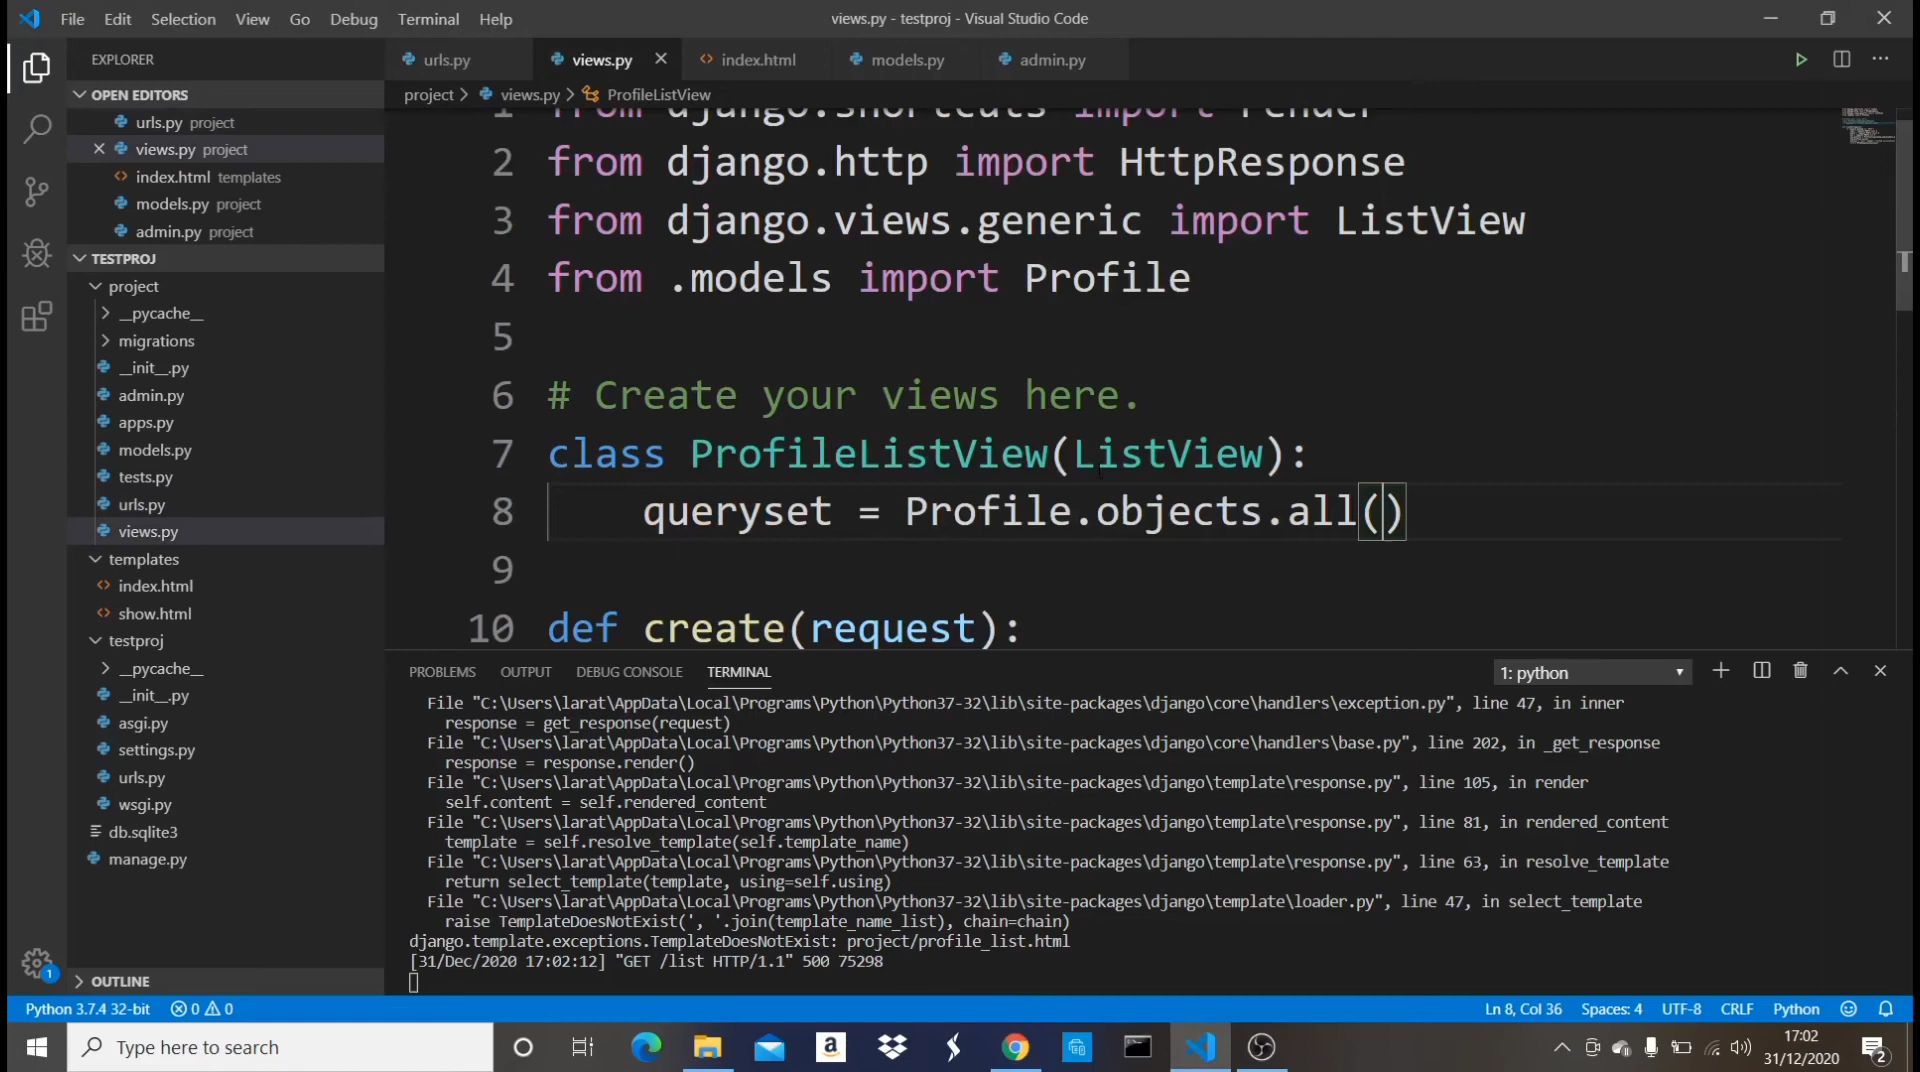 File Edit Selection View Go Debug Terminal Help
views.py - testproj - Visual Studio Code
EXPLORER
urls.py
views.py
index.html
models.py
admin.py
OPEN EDITORS
project > views.py > ProfileListView
urls.py project
views.py project
index.html templates
models.py project
admin.py project
TESTPROJ
project
__pycache__
migrations
__init__.py
admin.py
apps.py
models.py
tests.py
urls.py
views.py
templates
index.html
show.html
testproj
__pycache__
__init__.py
asgi.py
settings.py
urls.py
wsgi.py
db.sqlite3
manage.py
OUTLINE
1 from django.shortcuts import render
2 from django.http import HttpResponse
3 from django.views.generic import ListView
4 from .models import Profile
5
6 # Create your views here.
7 class ProfileListView(ListView):
8 queryset = Profile.objects.all()
9
10 def create(request):
PROBLEMS OUTPUT DEBUG CONSOLE TERMINAL
1: python
File "C:\Users\larat\AppData\Local\Programs\Python\Python37-32\lib\site-packages\django\core\handlers\exception.py", line 47, in inner
response = get_response(request)
File "C:\Users\larat\AppData\Local\Programs\Python\Python37-32\lib\site-packages\django\core\handlers\base.py", line 202, in _get_response
response = response.render()
File "C:\Users\larat\AppData\Local\Programs\Python\Python37-32\lib\site-packages\django\template\response.py", line 105, in render
self.content = self.rendered_content
File "C:\Users\larat\AppData\Local\Programs\Python\Python37-32\lib\site-packages\django\template\response.py", line 81, in rendered_content
template = self.resolve_template(self.template_name)
File "C:\Users\larat\AppData\Local\Programs\Python\Python37-32\lib\site-packages\django\template\response.py", line 63, in resolve_template
return select_template(template, using=self.using)
File "C:\Users\larat\AppData\Local\Programs\Python\Python37-32\lib\site-packages\django\template\loader.py", line 47, in select_template
raise TemplateDoesNotExist(', '.join(template_name_list), chain=chain)
django.template.exceptions.TemplateDoesNotExist: project/profile_list.html
[31/Dec/2020 17:02:12] "GET /list HTTP/1.1" 500 75298
1
Python 3.7.4 32-bit 0 0
Ln 8, Col 36 Spaces: 4 UTF-8 CRLF Python
Type here to search
a
17:02
31/12/2020
2